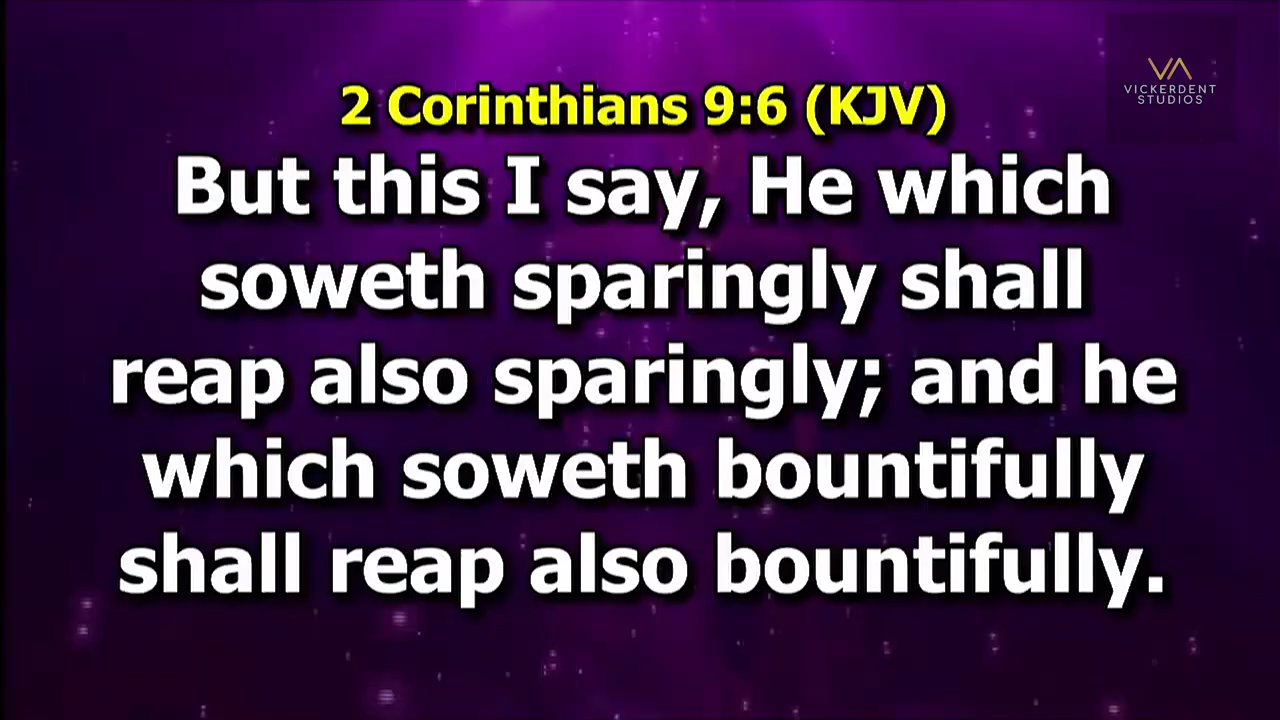 VICKERDENT
STUDIOS
2 Corinthians 9:6 (KJV)
But this I say, He which
soweth sparingly shall
reap also sparingly; and he
which soweth bountifully
shall reap also bountifully.